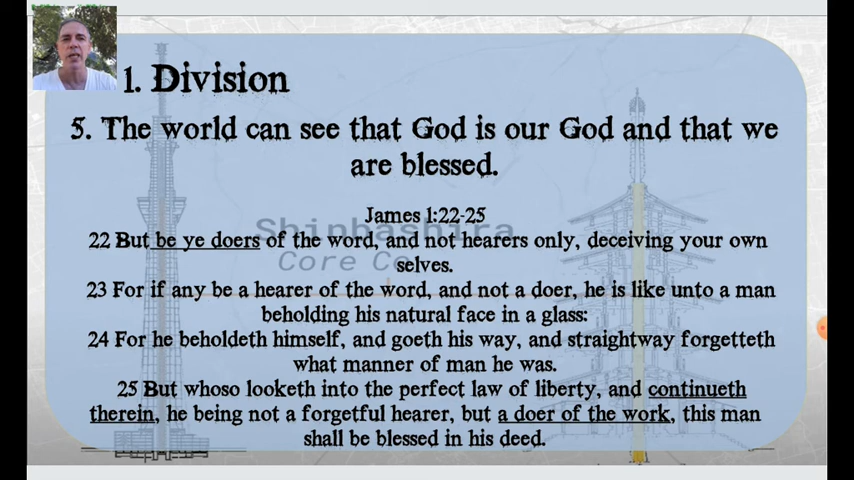 1. Division
5. The world can see that God is our God and that we
are blessed.
James 1:22-25
Shinbashira
22 But be ye doers of the word, and not hearers only, deceiving your own
selves.
Core Co
23 For if any be a hearer of the word, and not a doer, he is like unto a man
beholding his natural face in a glass:
24 For he beholdeth himself, and goeth his way, and straightway forgetteth
what manner of man he was.
25 But whoso looketh into the perfect law of liberty, and continueth
therein, he being not a forgetful hearer, but a doer of the work, this man
shall be blessed in his deed.